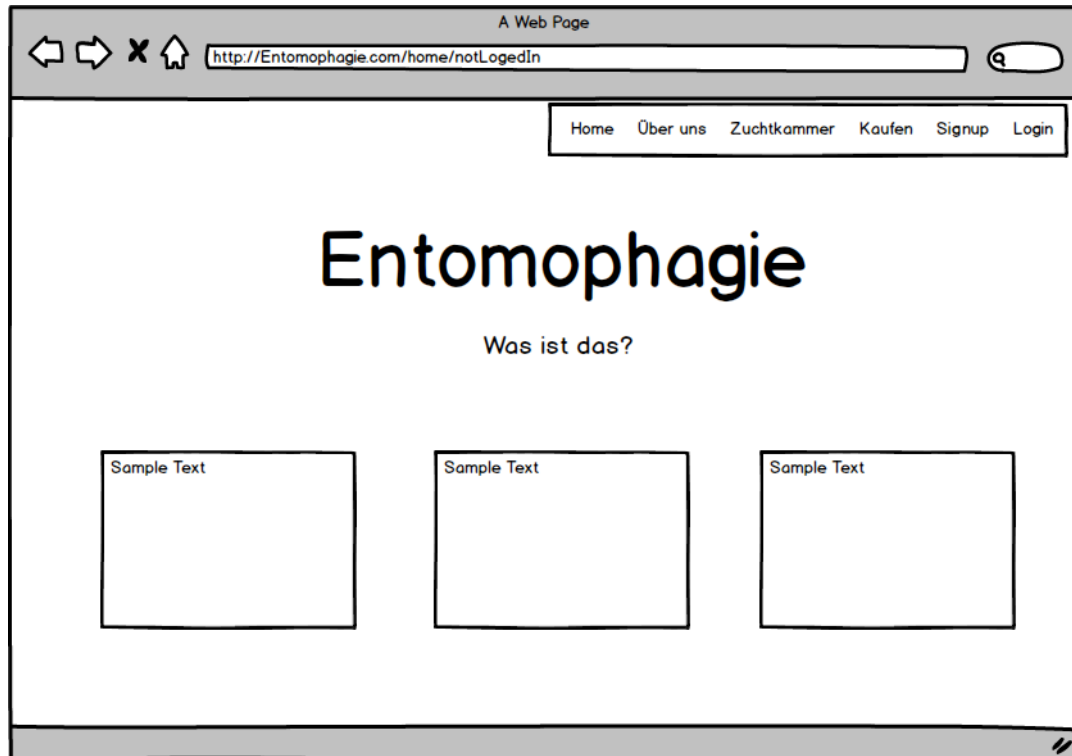 A Web Page
http://Entomophagie.com/home/notLogedIn
Home Über uns Zuchtkammer Kaufen Signup Login
Entomophagie
Was ist das?
Sample Text Sample Text Sample Text